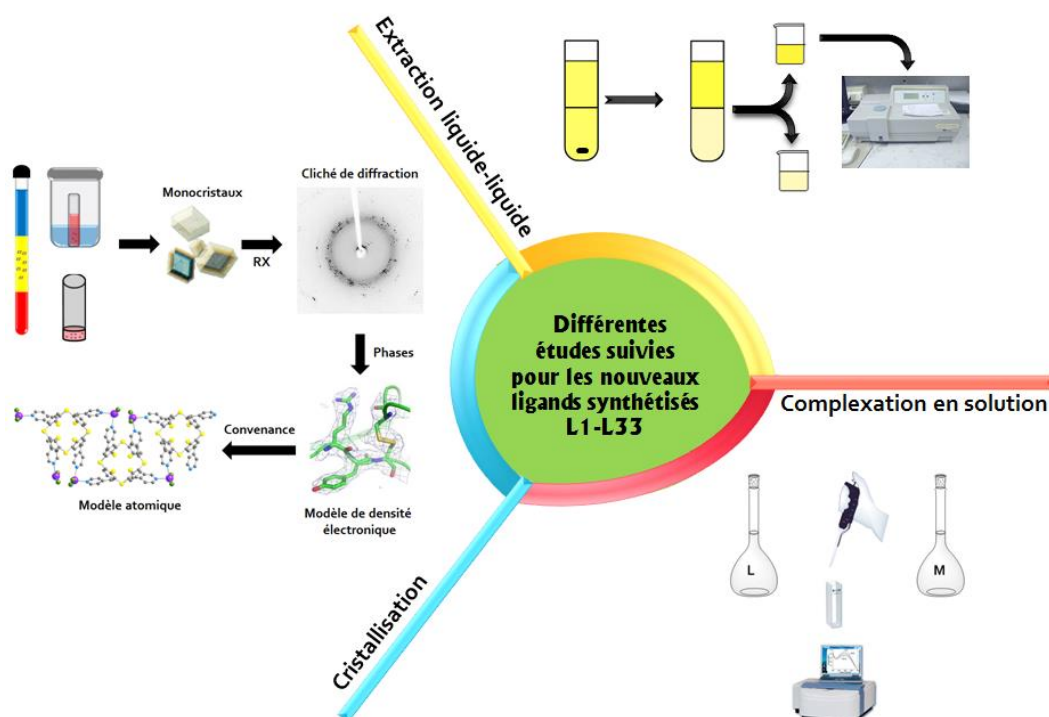 Extraction liquide-liquide
Cliché de diffraction
Monocristaux
RX
Phases
Convenance
Modèle atomique
Modèle de densité
électronique
Différentes
études suivies
pour les nouveaux
ligands synthétisés
L1-L33
Complexation en solution
L
M
Cristallisation